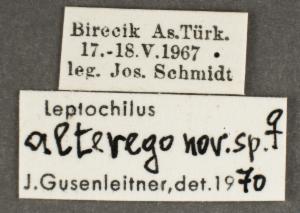 Birecik As.Türk.
17.-18.V.1967 .
leg. Jos. Schmidt
Leptochilus
alterego nov.sp. ♀
J.Gusenleitner,det.1970